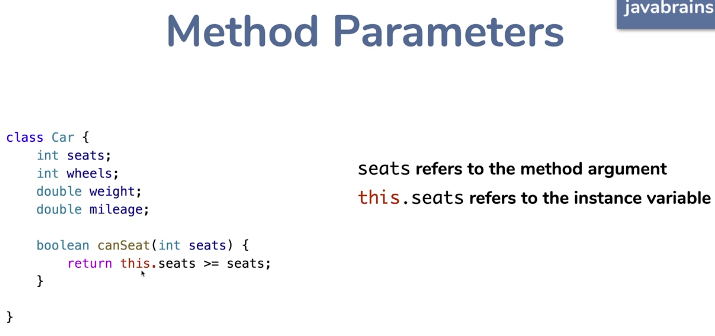 javabrains
Method Parameters
class Car {
    int seats;
    int wheels;
    double weight;
    double mileage;
    boolean canSeat(int seats) {
        return this.seats >= seats;
    }
}
seats refers to the method argument
this.seats refers to the instance variable